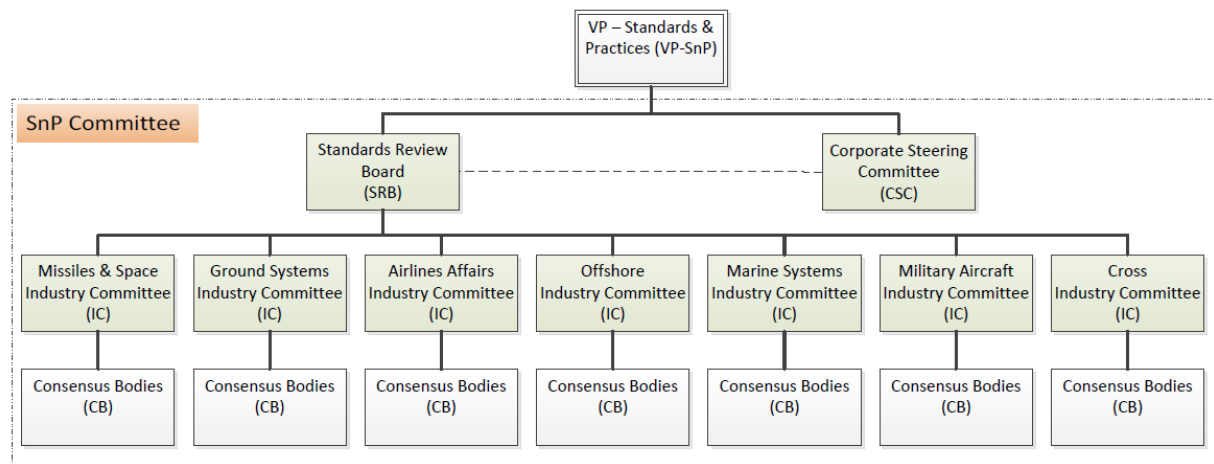 VP – Standards &
Practices (VP-SnP)
SnP Committee
Standards Review
Board
(SRB)
Corporate Steering
Committee
(CSC)
Missiles & Space
Industry Committee
(IC)
Ground Systems
Industry Committee
(IC)
Airlines Affairs
Industry Committee
(IC)
Offshore
Industry Committee
(IC)
Marine Systems
Industry Committee
(IC)
Military Aircraft
Industry Committee
(IC)
Cross
Industry Committee
(IC)
Consensus Bodies
(CB)
Consensus Bodies
(CB)
Consensus Bodies
(CB)
Consensus Bodies
(CB)
Consensus Bodies
(CB)
Consensus Bodies
(CB)
Consensus Bodies
(CB)